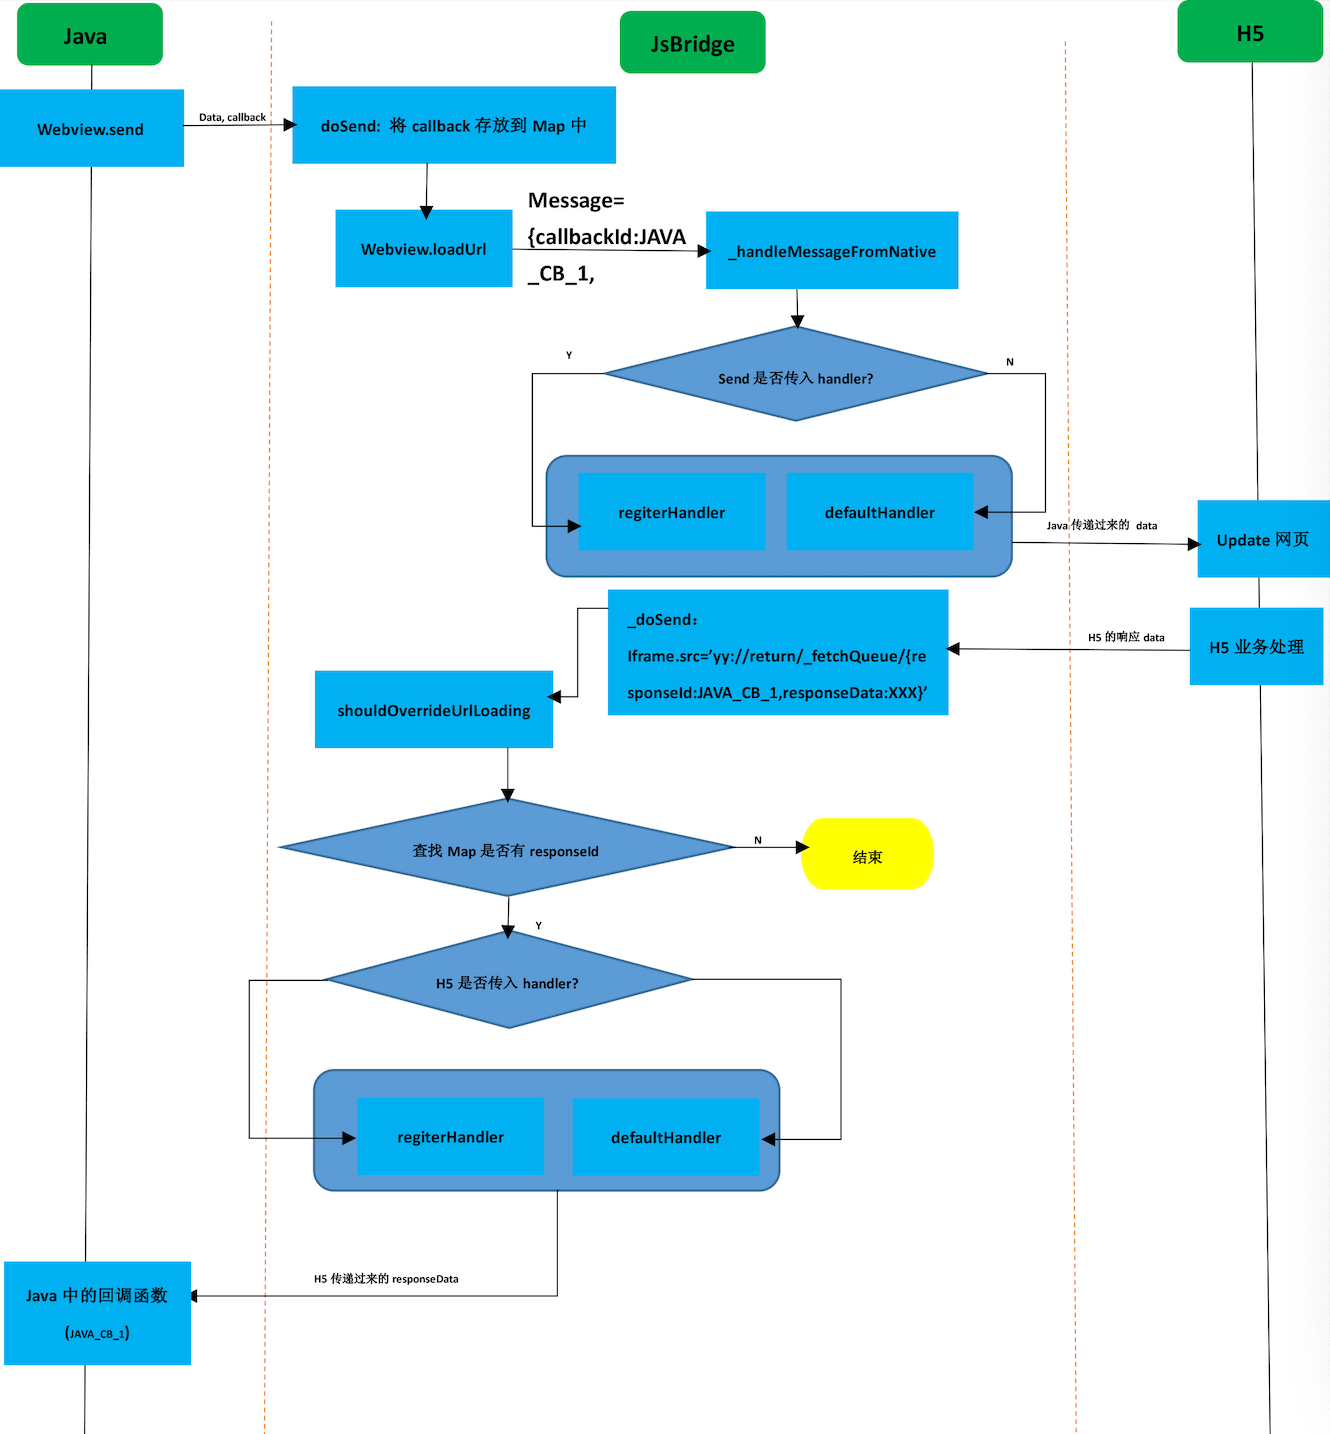 Java
JsBridge
H5
Webview.send
Data, callback
doSend: 将 callback 存放到 Map 中
Webview.loadUrl
Message=
{callbackId:JAVA
_CB_1,
_handleMessageFromNative
Send 是否传入 handler?
Y
N
regiterHandler
defaultHandler
Java 传递过来的 data
Update 网页
_doSend：
Iframe.src=’yy://return/_fetchQueue/{re
sponseId:JAVA_CB_1,responseData:XXX}’
H5 的响应 data
H5 业务处理
shouldOverrideUrlLoading
查找 Map 是否有 responseId
N
结束
Y
H5 是否传入 handler?
regiterHandler
defaultHandler
H5 传递过来的 responseData
Java 中的回调函数
(JAVA_CB_1)